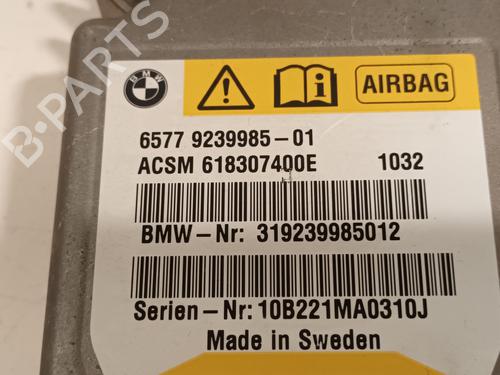 BMW
AIRBAG
6577 9239985-01
ACSM 618307400E 1032
BMW-Nr: 319239985012
Serien-Nr: 10B221MA0310J
Made in Sweden
B-PARTS